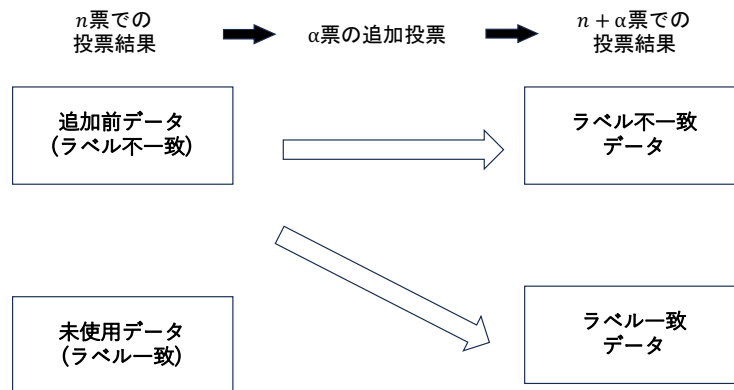 n票での
投票結果
α票の追加投票
n + α票での
投票結果
追加前データ
(ラベル不一致)
ラベル不一致
データ
未使用データ
(ラベル一致)
ラベル一致
データ